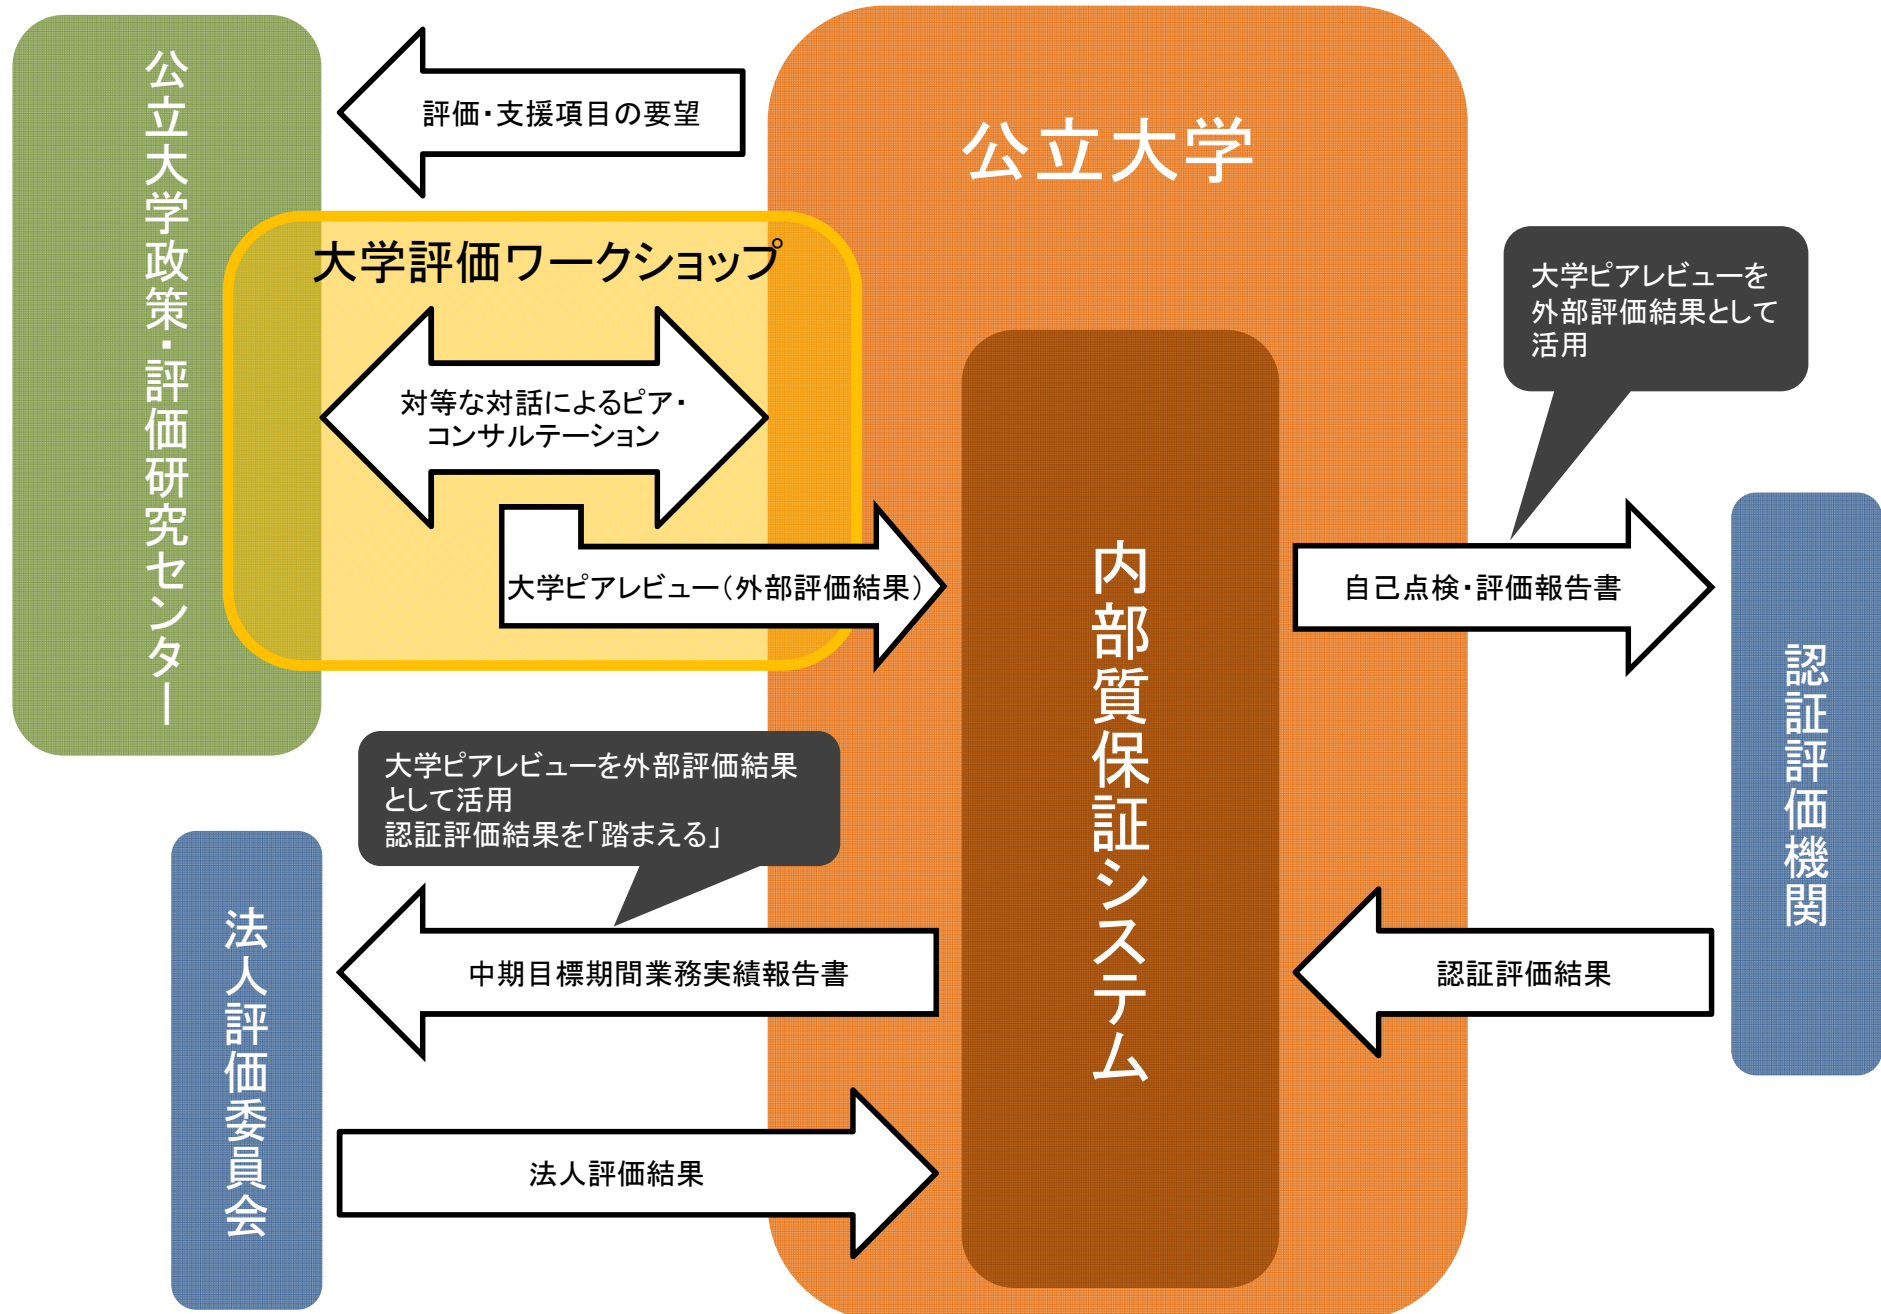 公立大学政策・評価研究センター
評価・支援項目の要望
公立大学
大学評価ワークショップ
対等な対話によるピア・
コンサルテーション
大学ピアレビュー（外部評価結果）
内部質保証システム
大学ピアレビューを
外部評価結果として
活用
自己点検・評価報告書
認証評価機関
認証評価結果
大学ピアレビューを外部評価結果
として活用
認証評価結果を「踏まえる」
中期目標期間業務実績報告書
法人評価委員会
法人評価結果